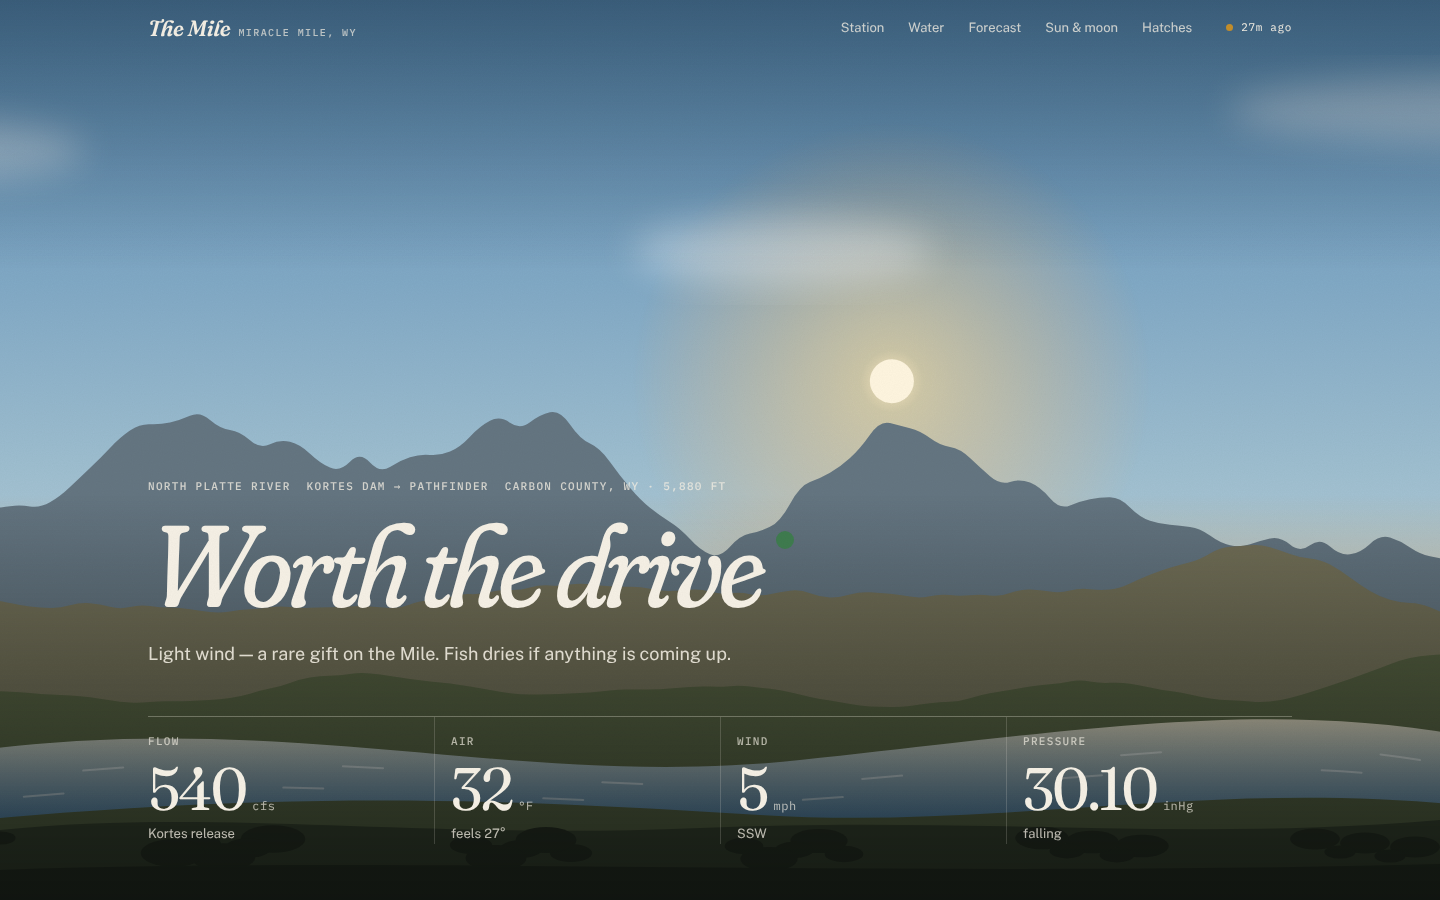 The Mile MIRACLE MILE, WY
Station Water Forecast Sun & moon Hatches 27m ago
NORTH PLATTE RIVER KORTES DAM → PATHFINDER CARBON COUNTY, WY · 5,880 FT
Worth the drive
Light wind — a rare gift on the Mile. Fish dries if anything is coming up.
FLOW
540 cfs
Kortes release
AIR
32 °F
feels 27°
WIND
5 mph
SSW
PRESSURE
30.10 inHg
falling